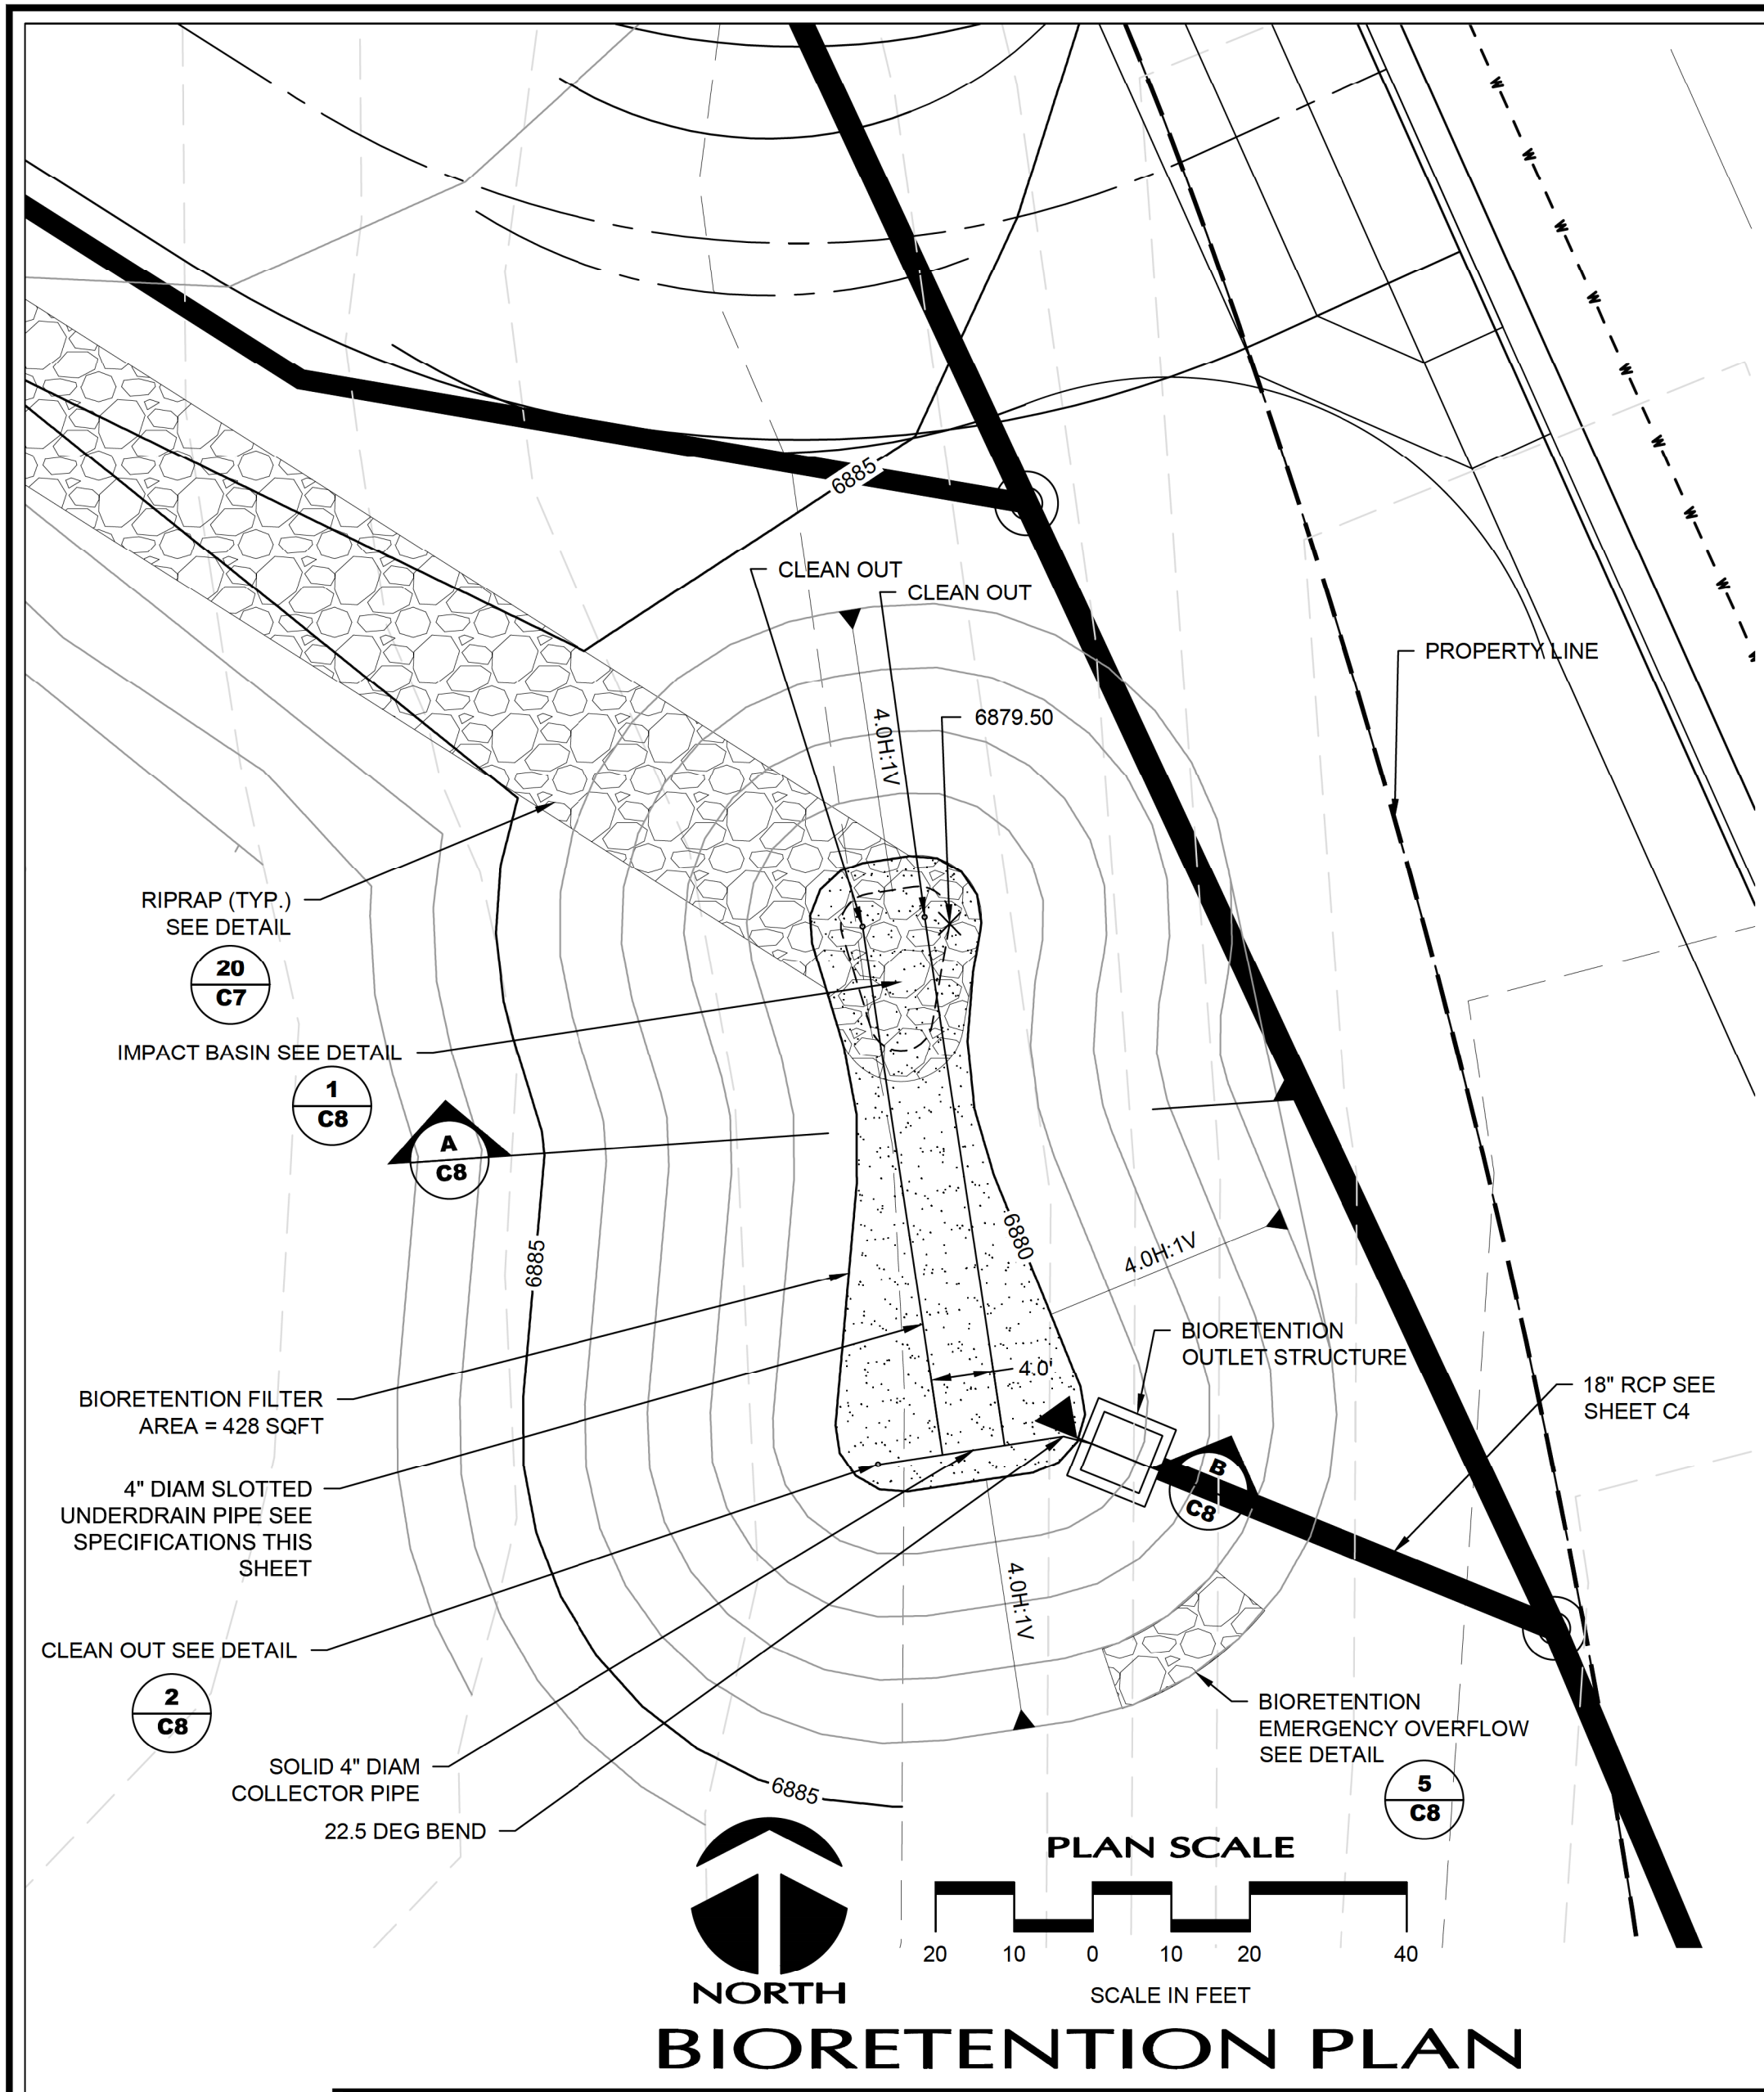 6885
CLEAN OUT
CLEAN OUT
PROPERTY LINE
4.0H:1V
6879.50
RIPRAP (TYP.)
SEE DETAIL
20
C7
IMPACT BASIN SEE DETAIL
1
C8
A
C8
6885
6880
4.0H:1V
BIORETENTION
OUTLET STRUCTURE
4.0'
18" RCP SEE
SHEET C4
BIORETENTION FILTER
AREA = 428 SQFT
B
C8
4" DIAM SLOTTED
UNDERDRAIN PIPE SEE
SPECIFICATIONS THIS
SHEET
4.0H:1V
CLEAN OUT SEE DETAIL
2
C8
BIORETENTION
EMERGENCY OVERFLOW
SEE DETAIL
5
C8
SOLID 4" DIAM
COLLECTOR PIPE
22.5 DEG BEND
6885
NORTH
PLAN SCALE
20 10 0 10 20 40
SCALE IN FEET
BIORETENTION PLAN
W
W
W
W
W
W
W
W
W